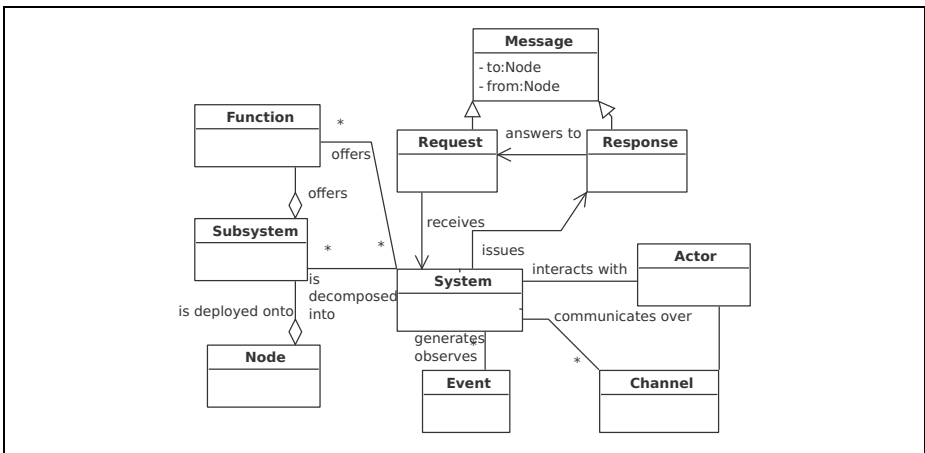 Message
- to:Node
- from:Node
Function
*
offers
Request
answers to
Response
offers
receives
Subsystem
*
*
issues
is
decomposed
into
System
interacts with
Actor
is deployed onto
communicates over
generates
*
observes
*
Node
Event
Channel